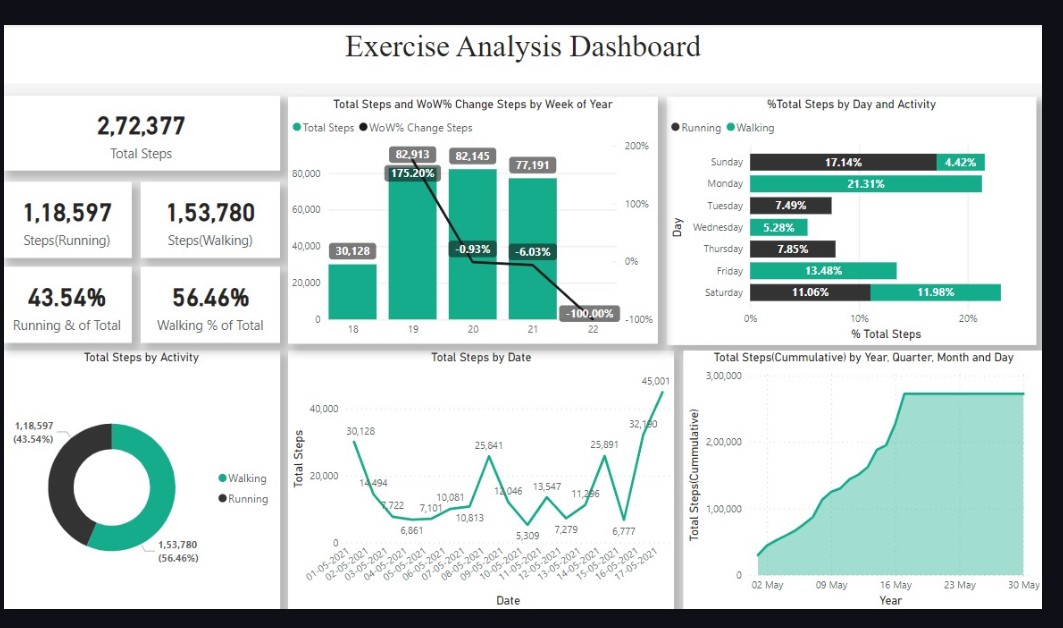 Exercise Analysis Dashboard
2,72,377
Total Steps
1,18,597
Steps(Running)
1,53,780
Steps(Walking)
43.54%
Running & of Total
56.46%
Walking % of Total
Total Steps and WoW% Change Steps by Week of Year
Total Steps WoW% Change Steps
80,000
60,000
40,000
20,000
0
200%
100%
0%
-100%
30,128
82,913
175.20%
82,145
-0.93%
77,191
-6.03%
-100.00%
18 19 20 21 22
%Total Steps by Day and Activity
Running Walking
Day
Sunday 17.14% 4.42%
Monday 21.31%
Tuesday 7.49%
Wednesday 5.28%
Thursday 7.85%
Friday 13.48%
Saturday 11.06% 11.98%
0% 10% 20%
% Total Steps
Total Steps by Activity
1,18,597
(43.54%)
Walking
Running
1,53,780
(56.46%)
Total Steps by Date
Total Steps
40,000
20,000
0
30,128
14,494
7,722
6,861
7,101
10,081
10,813
25,841
12,046
5,309
13,547
7,279
11,296
25,891
6,777
32,190
45,001
01-05-2021
02-05-2021
03-05-2021
04-05-2021
05-05-2021
06-05-2021
07-05-2021
08-05-2021
09-05-2021
10-05-2021
11-05-2021
12-05-2021
13-05-2021
14-05-2021
15-05-2021
16-05-2021
17-05-2021
Date
Total Steps(Cummulative) by Year, Quarter, Month and Day
Total Steps(Cummulative)
3,00,000
2,00,000
1,00,000
0
02 May 09 May 16 May 23 May 30 May
Year